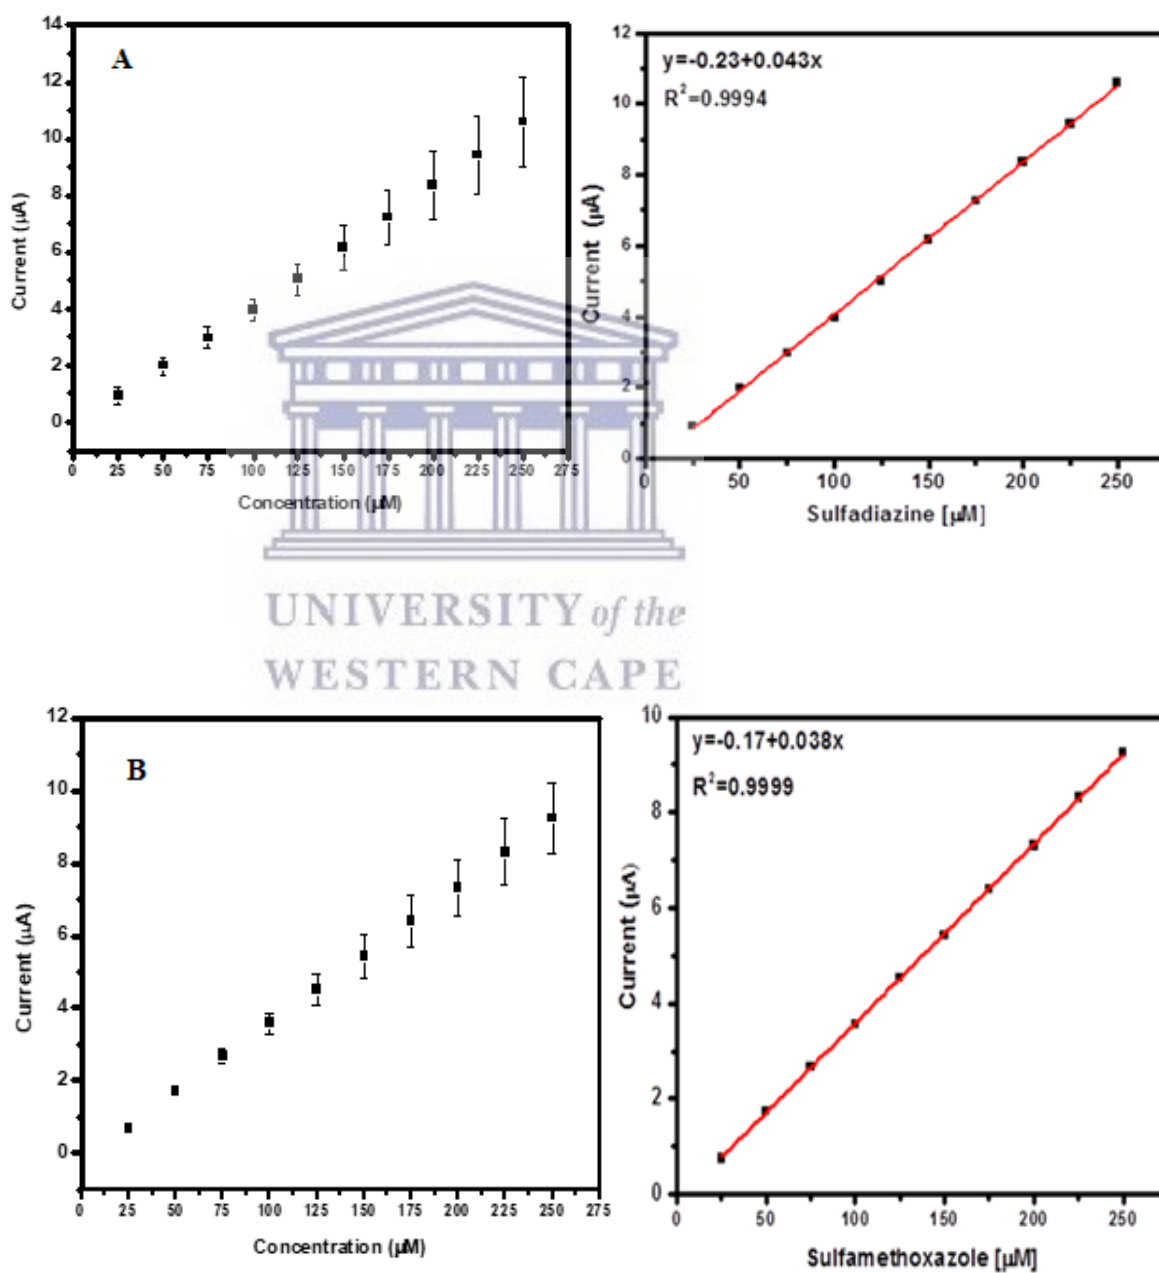 A
14
12
10
8
6
4
2
0
Current (μA)
0 25 50 75 100 125 150 175 200 225 250 275
Concentration (μM)
y=-0.23+0.043x
R²=0.9994
12
10
8
6
4
2
0
Current (μA)
50 100 150 200 250
Sulfadiazine [μM]
UNIVERSITY of the
WESTERN CAPE
B
12
10
8
6
4
2
0
Current (μA)
0 25 50 75 100 125 150 175 200 225 250 275
Concentration (μM)
y=-0.17+0.038x
R²=0.9999
10
8
6
4
2
0
Current (μA)
0 50 100 150 200 250
Sulfamethoxazole [μM]